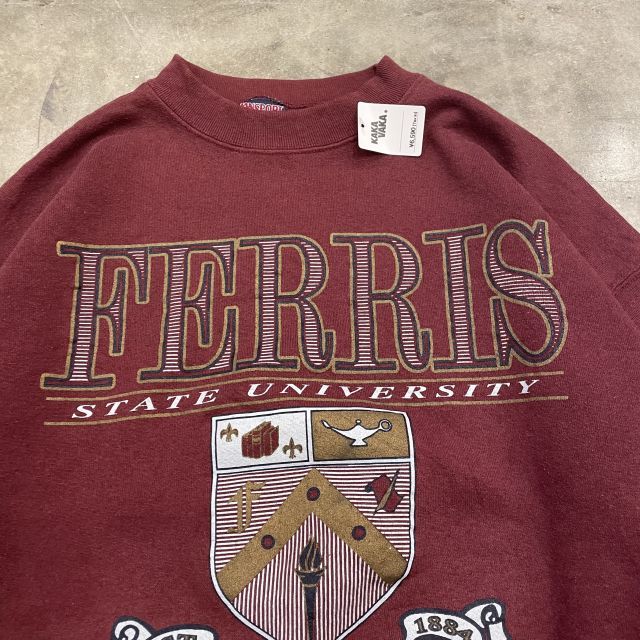 KAKA
VAKA®
¥6,590
FERRIS
STATE UNIVERSITY
1884